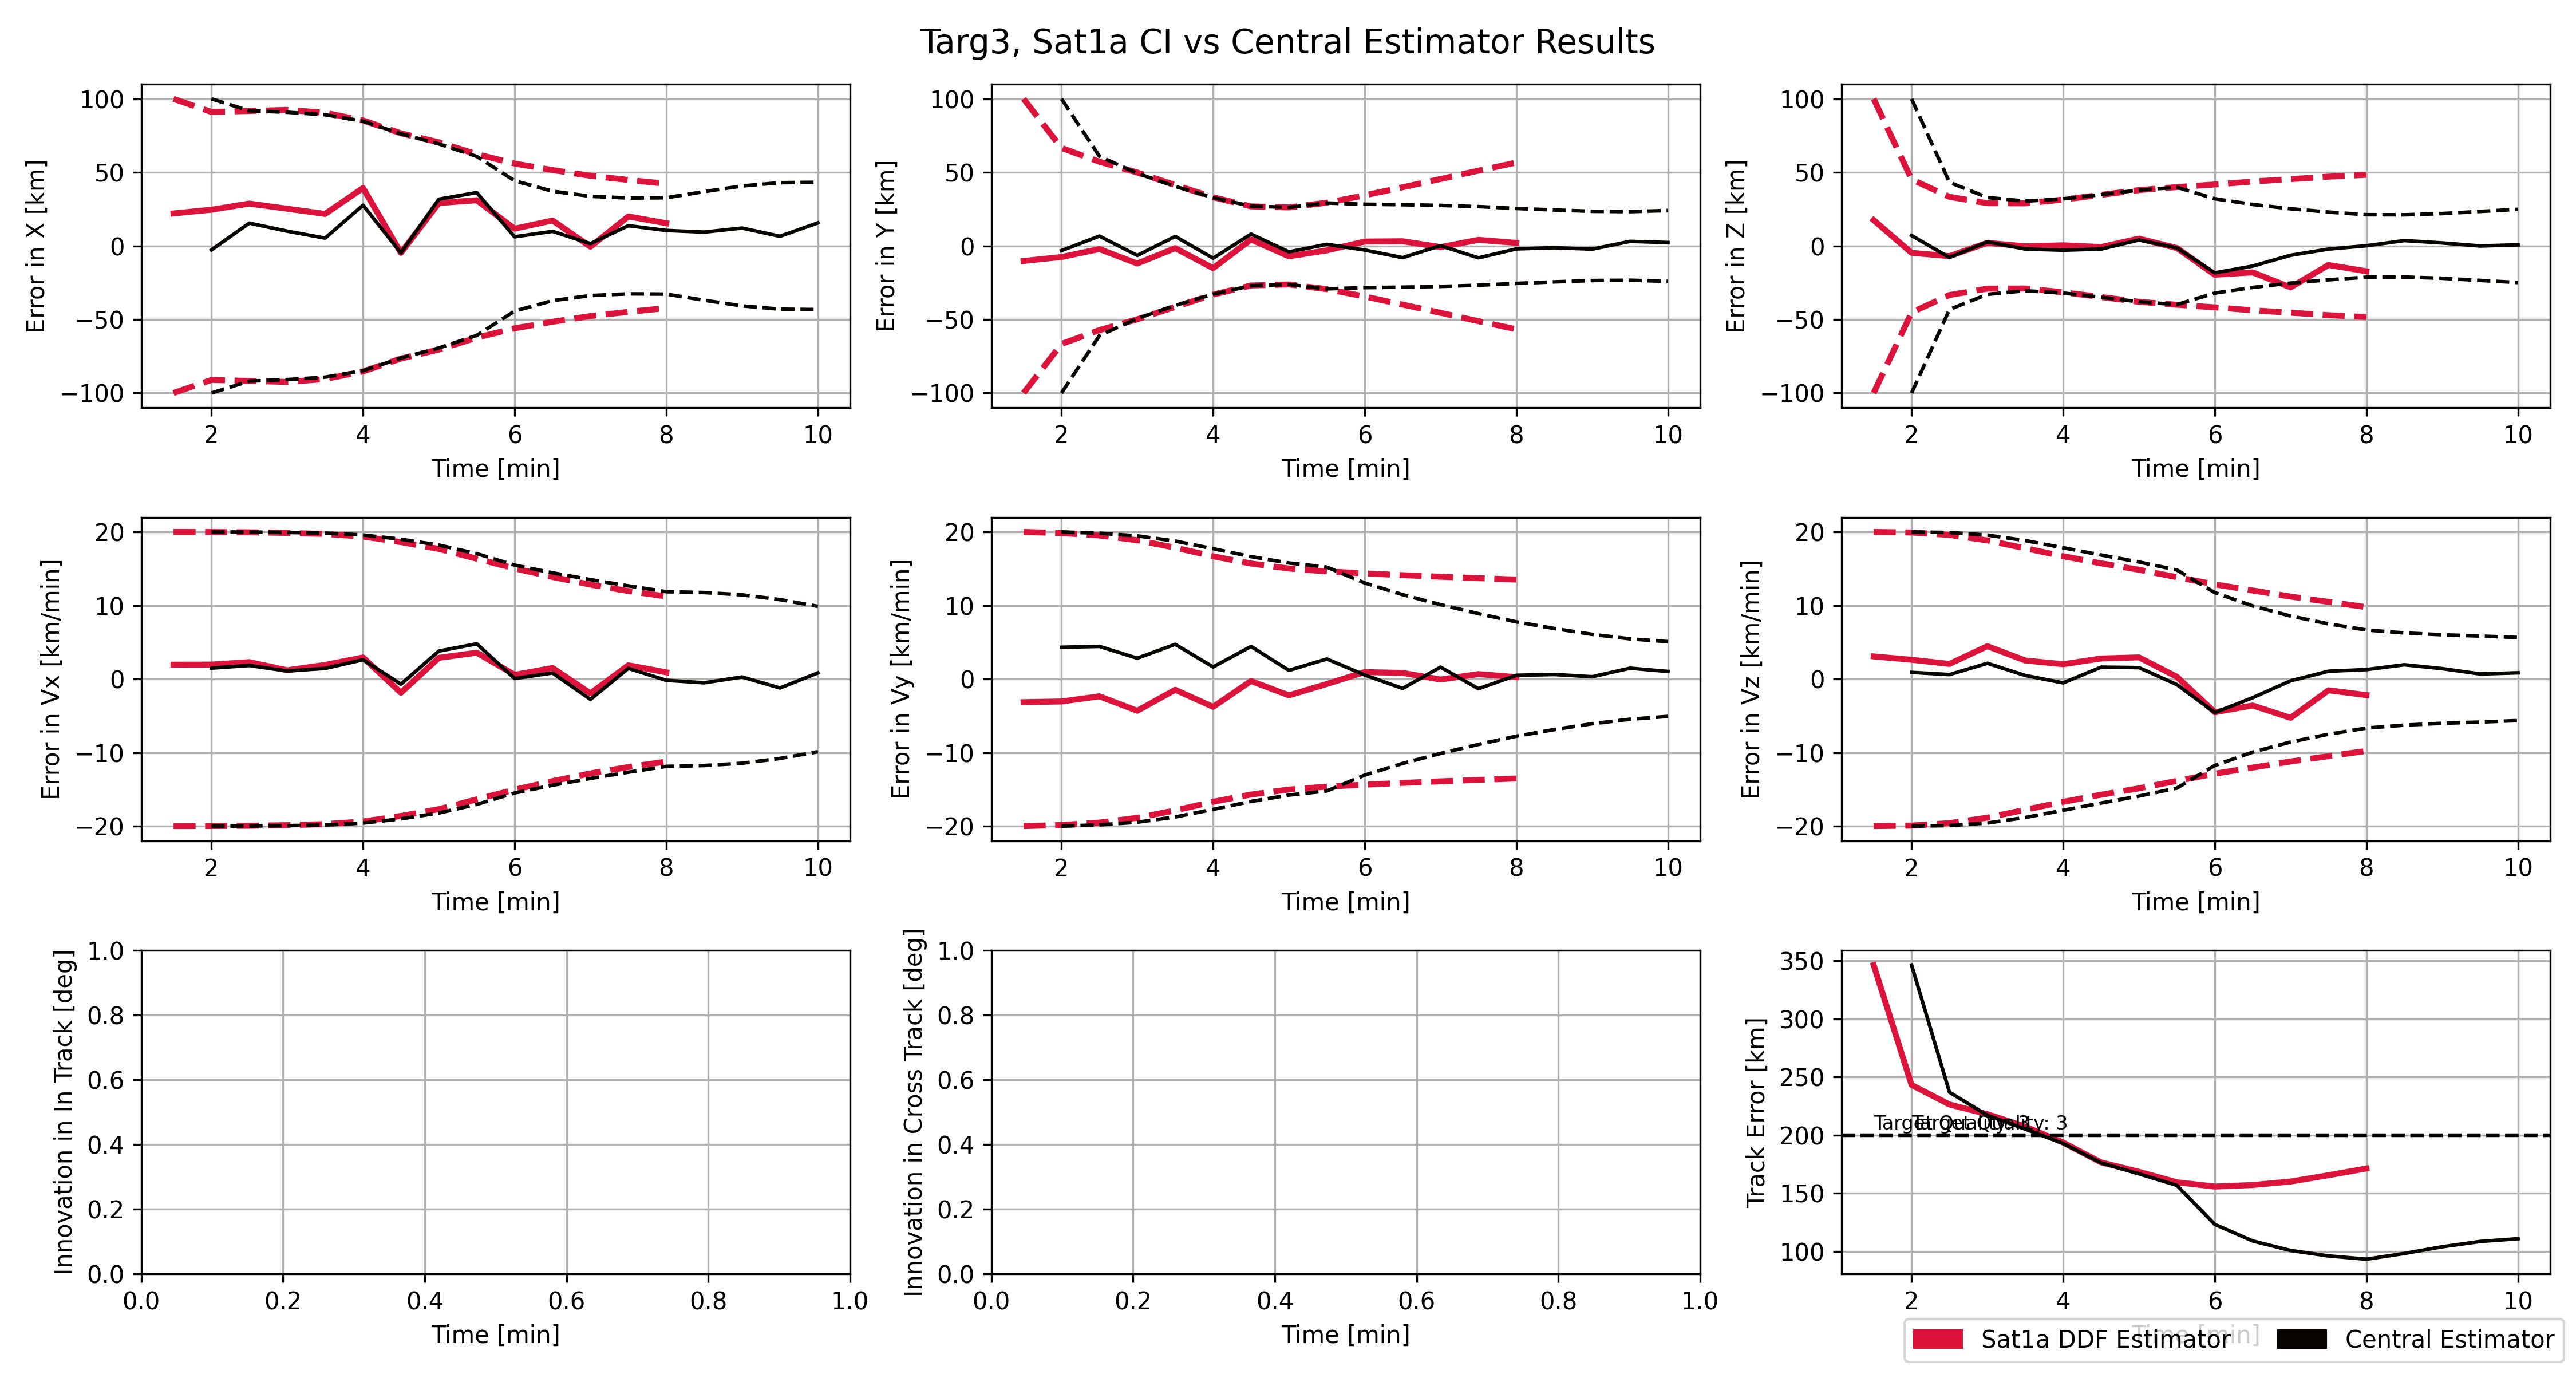 Targ3, Sat1a CI vs Central Estimator Results
Error in X [km]
100
50
0
−50
−100
2 4 6 8 10
Time [min]
Error in Y [km]
100
50
0
−50
−100
2 4 6 8 10
Time [min]
Error in Z [km]
100
50
0
−50
−100
2 4 6 8 10
Time [min]
Error in Vx [km/min]
20
10
0
−10
−20
2 4 6 8 10
Time [min]
Error in Vy [km/min]
20
10
0
−10
−20
2 4 6 8 10
Time [min]
Error in Vz [km/min]
20
10
0
−10
−20
2 4 6 8 10
Time [min]
Innovation in In Track [deg]
1.0
0.8
0.6
0.4
0.2
0.0
0.0 0.2 0.4 0.6 0.8 1.0
Time [min]
Innovation in Cross Track [deg]
1.0
0.8
0.6
0.4
0.2
0.0
0.0 0.2 0.4 0.6 0.8 1.0
Time [min]
Track Error [km]
350
300
250
200
150
100
Target Quality: 3
Target Quality: 3
2 4 6 8 10
Time [min]
Sat1a DDF Estimator
Central Estimator